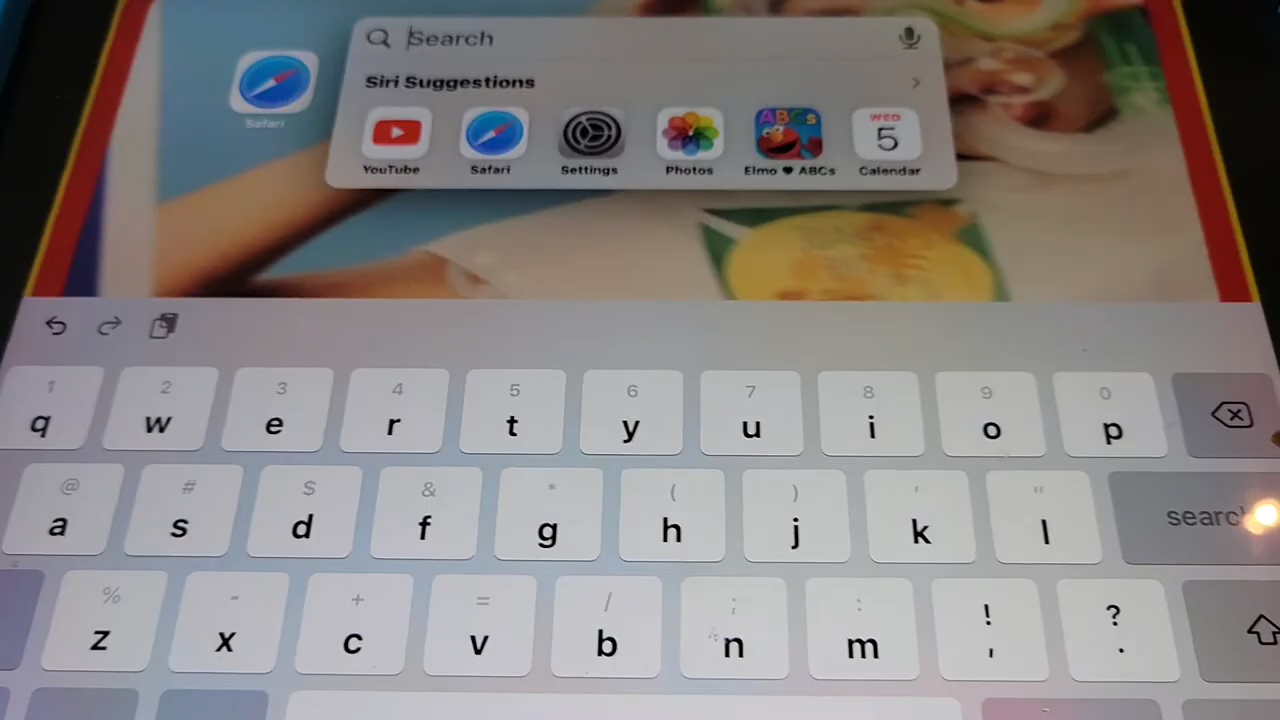 Search
Safari
Siri Suggestions
ABCs
WED
5
YouTube Safari Settings Photos Elmo ♥ ABCs Calendar
1 2 3 4 5 6 7 8 9 0
q w e r t y u i o p
@ # $ & * ( ) ' "
a s d f g h j k l search
% - + = / ; : ! ?
z x c v b n m , .